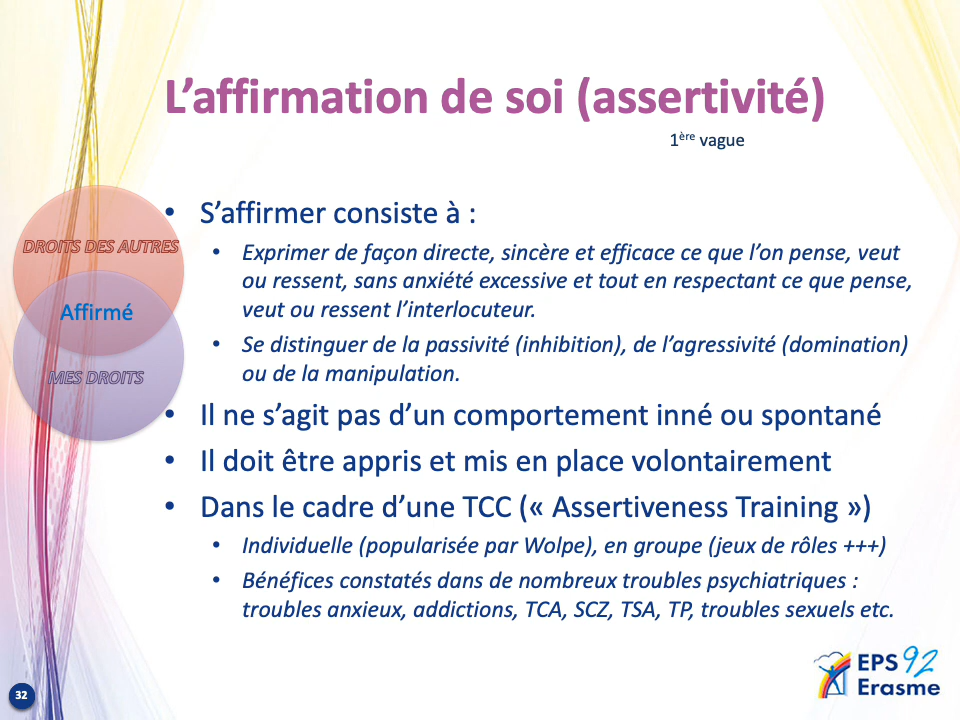 L’affirmation de soi (assertivité)
1ère vague
DROITS DES AUTRES
Affirmé
MES DROITS
• S’affirmer consiste à :
• Exprimer de façon directe, sincère et efficace ce que l’on pense, veut
ou ressent, sans anxiété excessive et tout en respectant ce que pense,
veut ou ressent l’interlocuteur.
• Se distinguer de la passivité (inhibition), de l’agressivité (domination)
ou de la manipulation.
• Il ne s’agit pas d’un comportement inné ou spontané
• Il doit être appris et mis en place volontairement
• Dans le cadre d’une TCC (« Assertiveness Training »)
• Individuelle (popularisée par Wolpe), en groupe (jeux de rôles +++)
• Bénéfices constatés dans de nombreux troubles psychiatriques :
troubles anxieux, addictions, TCA, SCZ, TSA, TP, troubles sexuels etc.
32
EPS 92
Erasme